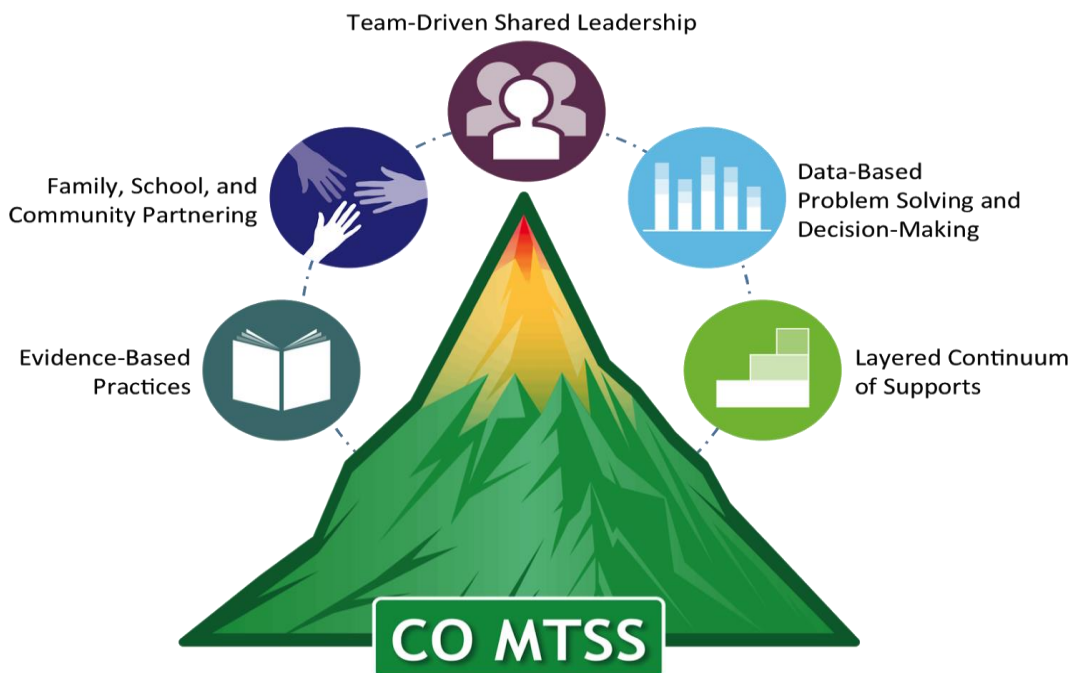 Team-Driven Shared Leadership
Family, School, and
Community Partnering
Data-Based
Problem Solving and
Decision-Making
Evidence-Based
Practices
Layered Continuum
of Supports
CO MTSS